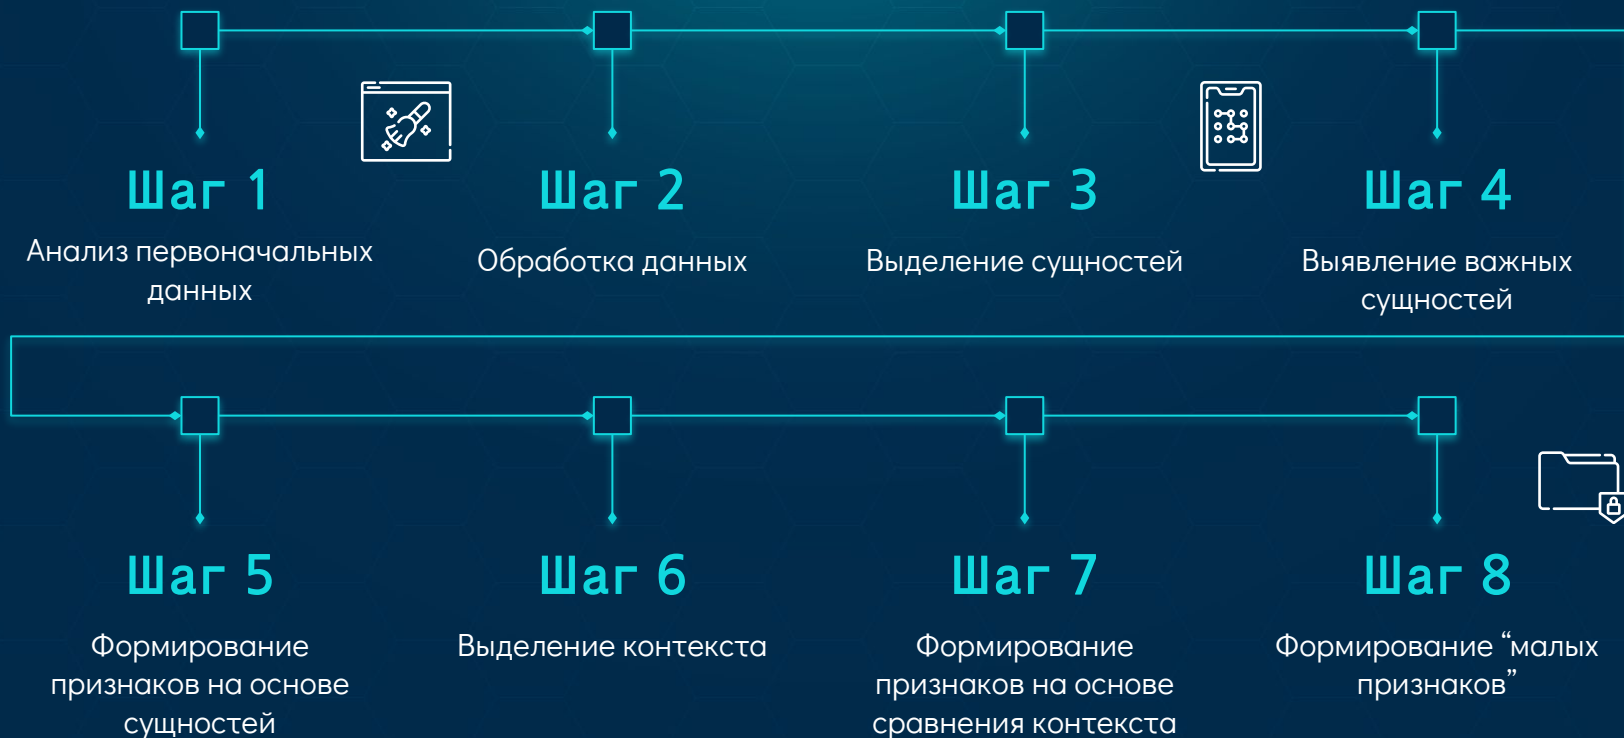 Шаг 1
Анализ первоначальных
данных
Шаг 2
Обработка данных
Шаг 3
Выделение сущностей
Шаг 4
Выявление важных
сущностей
Шаг 5
Формирование
признаков на основе
сущностей
Шаг 6
Выделение контекста
Шаг 7
Формирование
признаков на основе
сравнения контекста
Шаг 8
Формирование “малых
признаков”